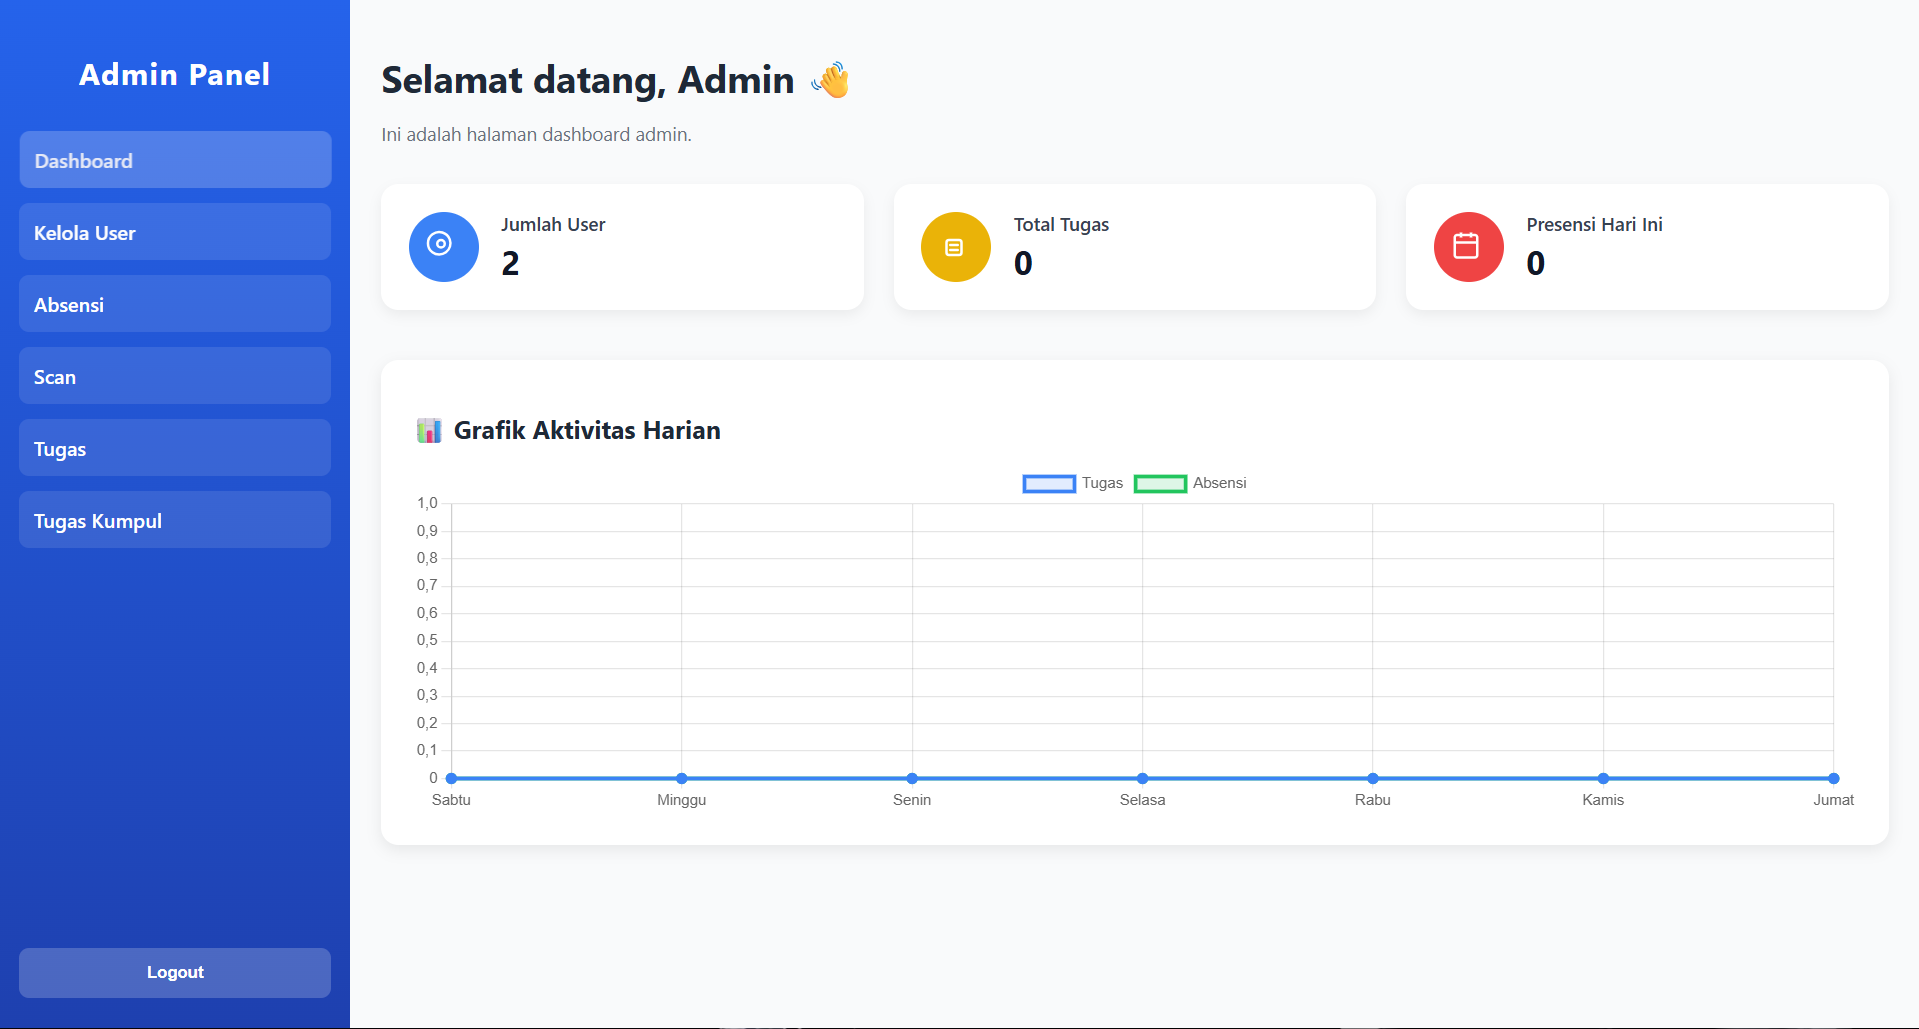 Admin Panel
Dashboard
Kelola User
Absensi
Scan
Tugas
Tugas Kumpul
Logout
Selamat datang, Admin 👋
Ini adalah halaman dashboard admin.
Jumlah User
2
Total Tugas
0
Presensi Hari Ini
0
📊 Grafik Aktivitas Harian
Tugas Absensi
1,0
0,9
0,8
0,7
0,6
0,5
0,4
0,3
0,2
0,1
0
Sabtu Minggu Senin Selasa Rabu Kamis Jumat